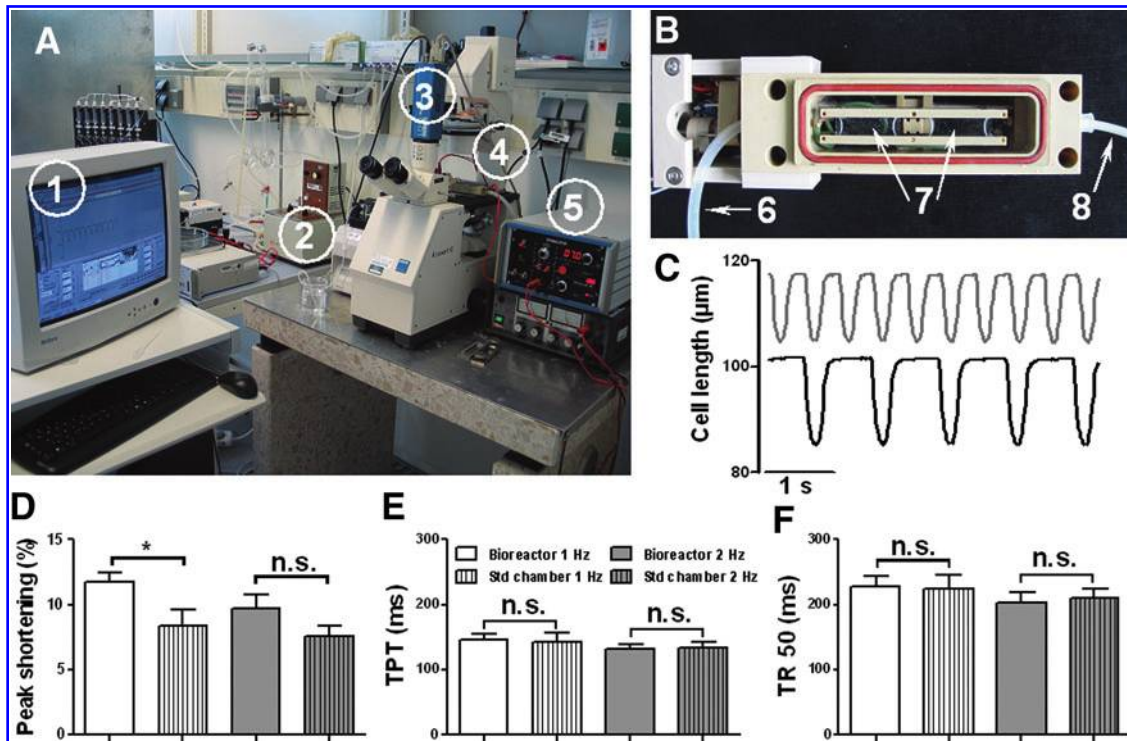 A
1
2
3
4
5
B
6
7
8
C
Cell length (µm)
120
100
80
1 s
D
Peak shortening (%)
15
10
5
0
*
n.s.
E
TPT (ms)
300
200
100
0
Bioreactor 1 Hz
Std chamber 1 Hz
Bioreactor 2 Hz
Std chamber 2 Hz
n.s.
n.s.
F
TR 50 (ms)
300
200
100
0
n.s.
n.s.